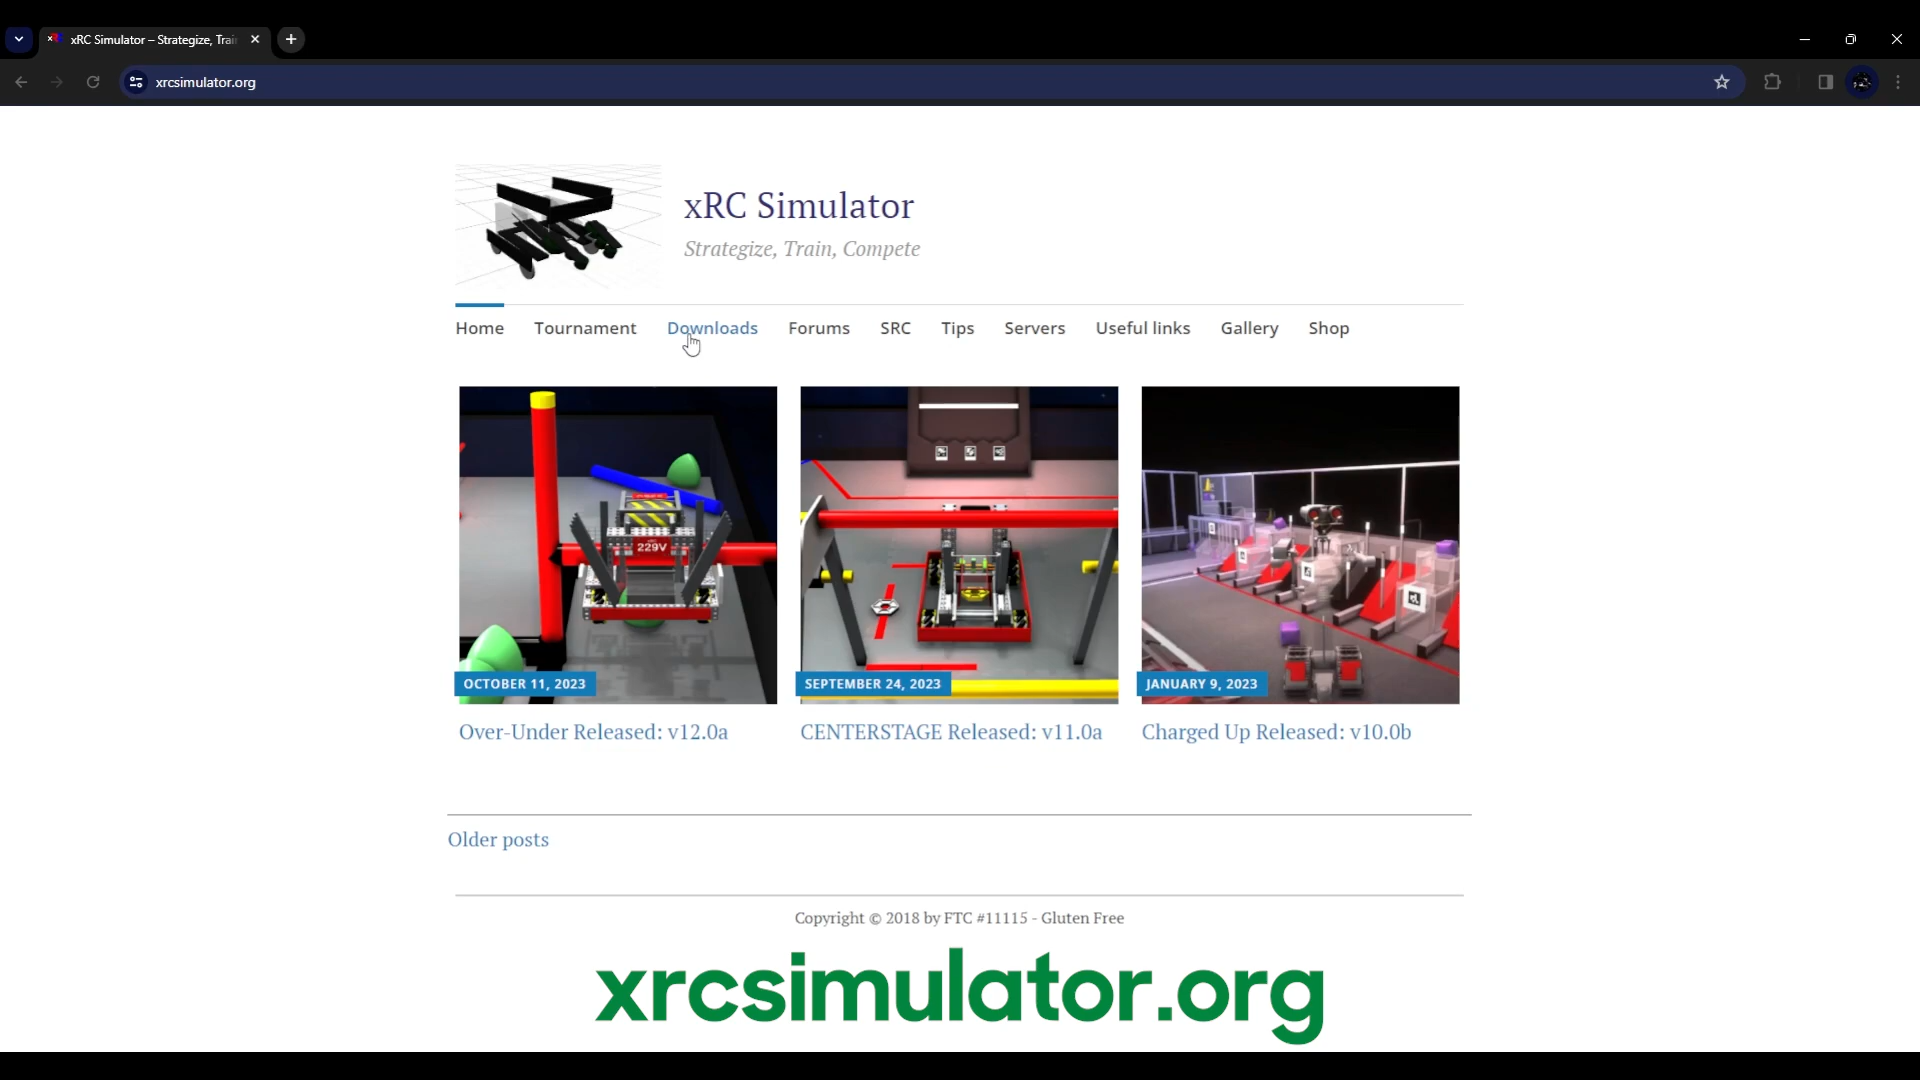 xRC Simulator – Strategize, Trai
xrcsimulator.org
xRC Simulator
Strategize, Train, Compete
Home Tournament Downloads Forums SRC Tips Servers Useful links Gallery Shop
229V
OCTOBER 11, 2023 SEPTEMBER 24, 2023 JANUARY 9, 2023
Over-Under Released: v12.0a CENTERSTAGE Released: v11.0a Charged Up Released: v10.0b
Older posts
Copyright © 2018 by FTC #11115 - Gluten Free
xrcsimulator.org